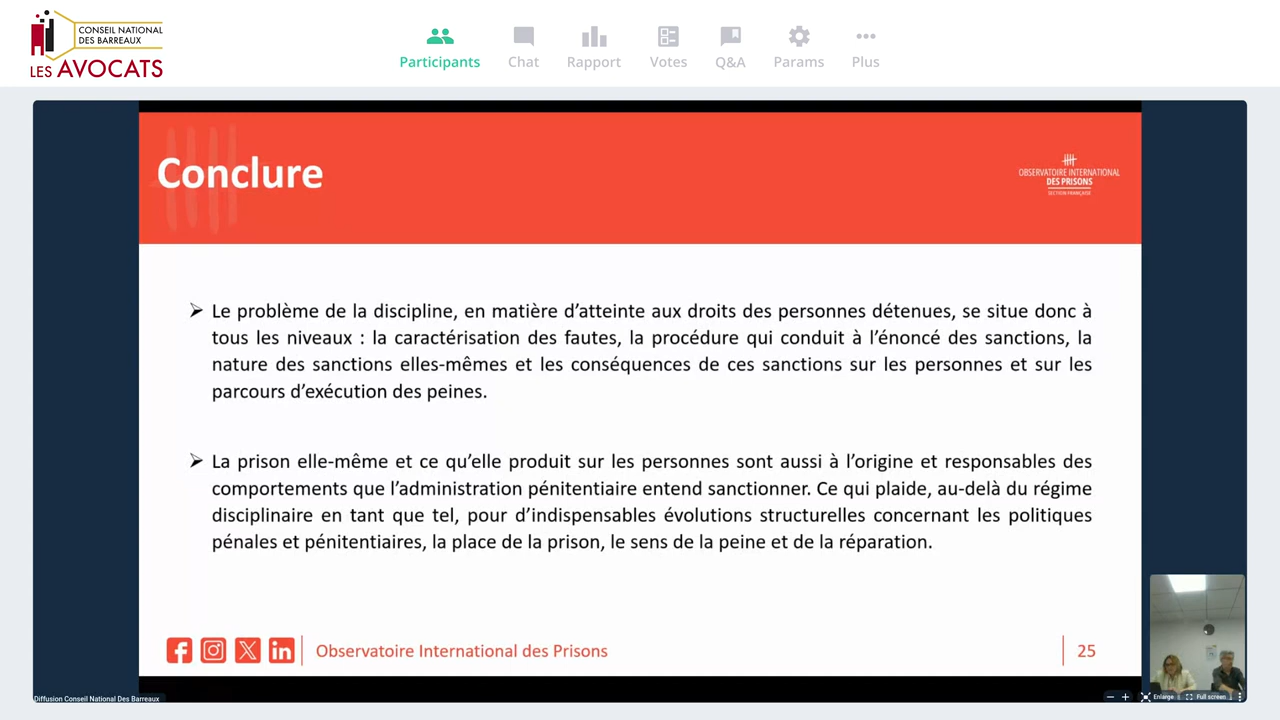 CONSEIL NATIONAL
DES BARREAUX
LES AVOCATS
Participants
Chat
Rapport
Votes
Q&A
Params
Plus
Conclure
OBSERVATOIRE INTERNATIONAL
DES PRISONS
SECTION FRANÇAISE
Le problème de la discipline, en matière d’atteinte aux droits des personnes détenues, se situe donc à
tous les niveaux : la caractérisation des fautes, la procédure qui conduit à l’énoncé des sanctions, la
nature des sanctions elles-mêmes et les conséquences de ces sanctions sur les personnes et sur les
parcours d’exécution des peines.
La prison elle-même et ce qu’elle produit sur les personnes sont aussi à l’origine et responsables des
comportements que l’administration pénitentiaire entend sanctionner. Ce qui plaide, au-delà du régime
disciplinaire en tant que tel, pour d’indispensables évolutions structurelles concernant les politiques
pénales et pénitentiaires, la place de la prison, le sens de la peine et de la réparation.
Observatoire International des Prisons
25
Diffusion Conseil National Des Barreaux
Enlarge
Full screen